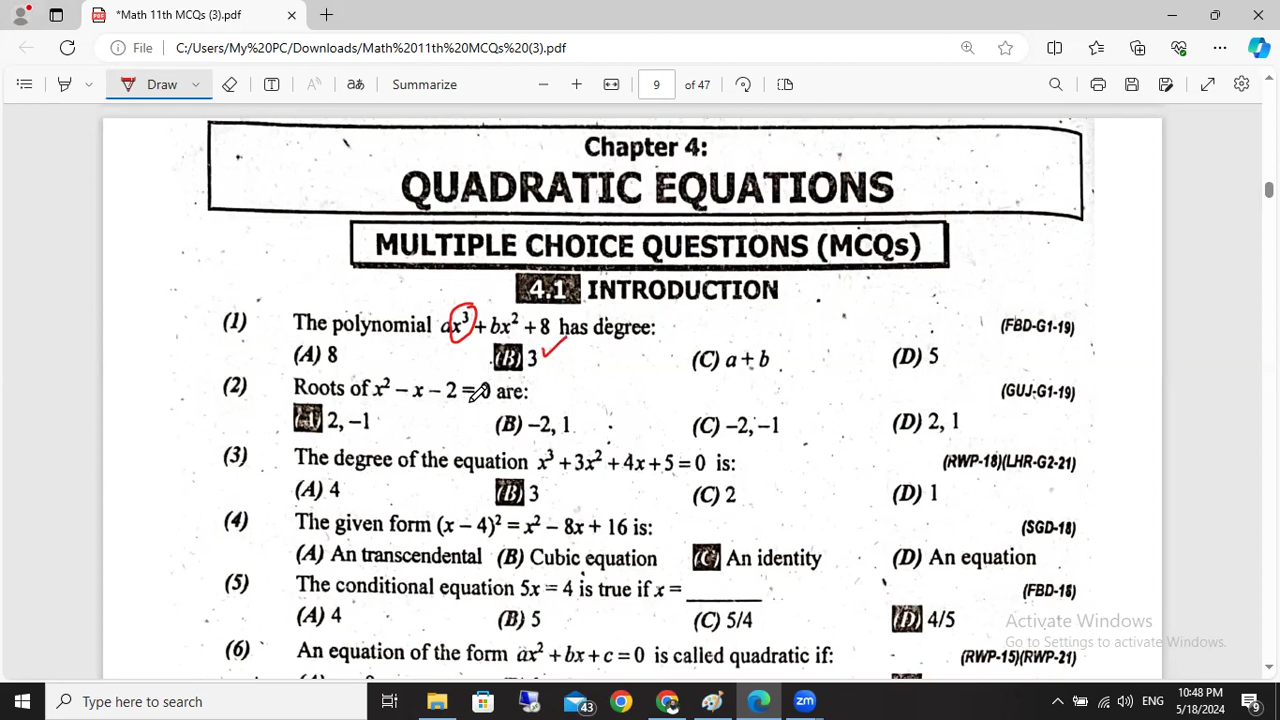 *Math 11th MCQs (3).pdf
File C:/Users/My%20PC/Downloads/Math%2011th%20MCQs%20(3).pdf
Draw Summarize 9 of 47
Chapter 4:
QUADRATIC EQUATIONS
MULTIPLE CHOICE QUESTIONS (MCQs)
4.1 INTRODUCTION
(1) The polynomial ax³ + bx² + 8 has degree: (FBD-G1-19)
(A) 8 (B) 3 (C) a + b (D) 5
(2) Roots of x² – x – 2 = 0 are: (GUJ-G1-19)
2, –1 (B) –2, 1 (C) –2, –1 (D) 2, 1
(3) The degree of the equation x³ + 3x² + 4x + 5 = 0 is: (RWP-18)(LHR-G2-21)
(A) 4 (B) 3 (C) 2 (D) 1
(4) The given form (x – 4)² = x² – 8x + 16 is: (SGD-18)
(A) An transcendental (B) Cubic equation (C) An identity (D) An equation
(5) The conditional equation 5x = 4 is true if x = ______ (FBD-18)
(A) 4 (B) 5 (C) 5/4 (D) 4/5
Activate Windows
Go to Settings to activate Windows.
(6) An equation of the form ax² + bx + c = 0 is called quadratic if: (RWP-15)(RWP-21)
Type here to search 43 zm ENG 10:48 PM 5/18/2024 9